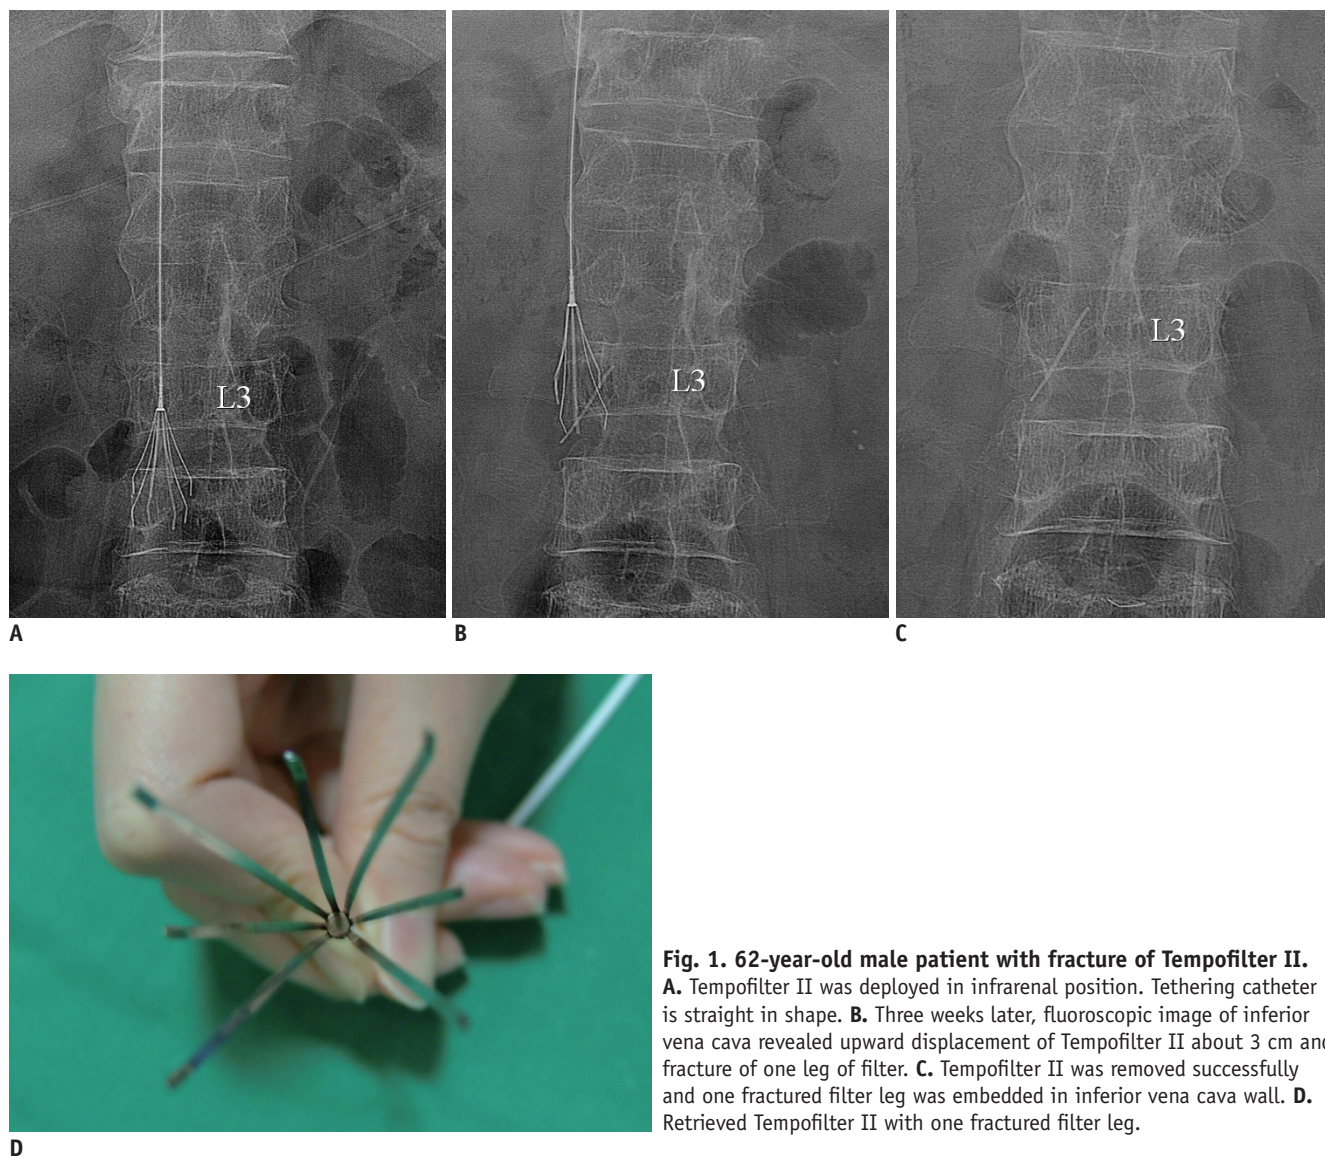 L3
L3
L3
A
B
C
D
Fig. 1. 62-year-old male patient with fracture of Tempofilter II.
A. Tempofilter II was deployed in infrarenal position. Tethering catheter
is straight in shape. B. Three weeks later, fluoroscopic image of inferior
vena cava revealed upward displacement of Tempofilter II about 3 cm and
fracture of one leg of filter. C. Tempofilter II was removed successfully
and one fractured filter leg was embedded in inferior vena cava wall. D.
Retrieved Tempofilter II with one fractured filter leg.